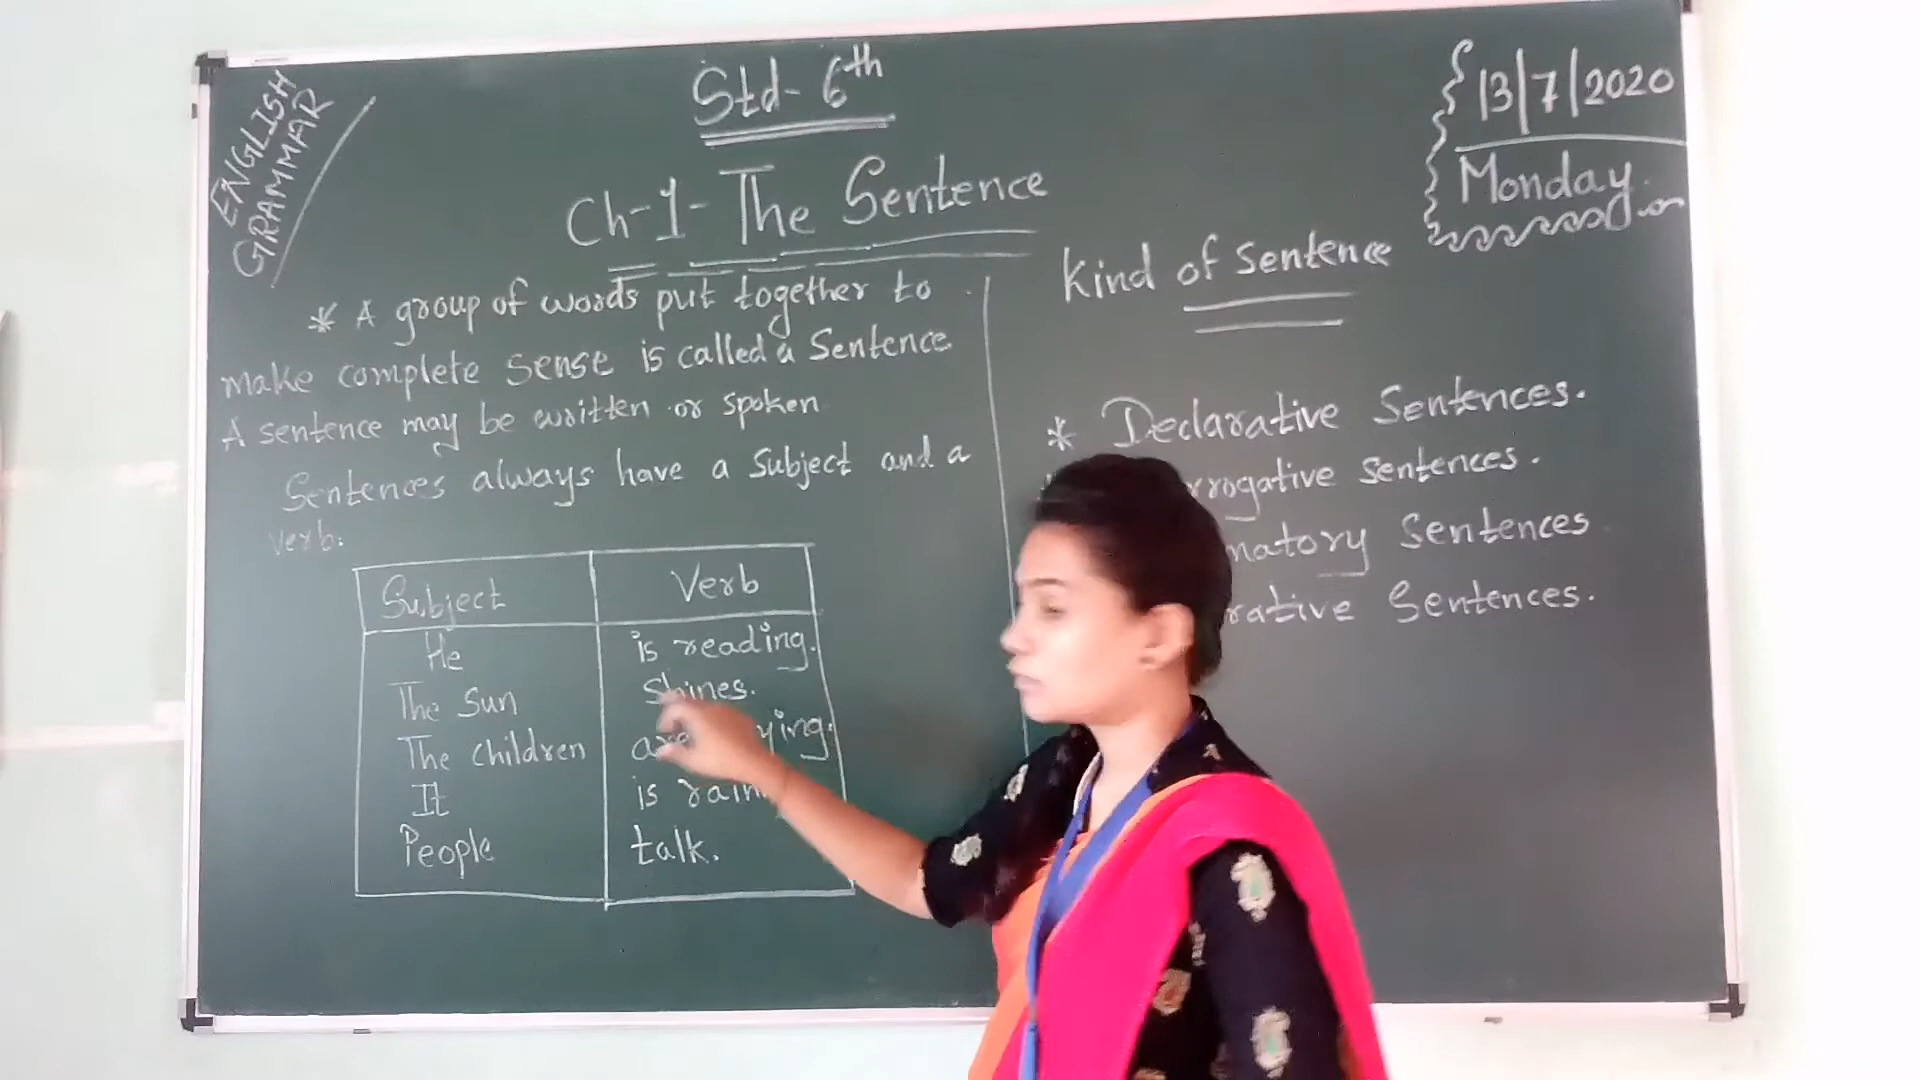 ENGLISH
GRAMMAR
Std- 6th
13/7/2020
Monday.
Ch-1- The Sentence
* A group of words put together to
make complete sense is called a Sentence.
A sentence may be written or spoken
Sentences always have a Subject and a
verb.
Subject Verb
He is reading.
The Sun Shines.
The children are
It is
People talk.
Kind of Sentence
* Declarative Sentences.
Sentences.
Sentences
Sentences.